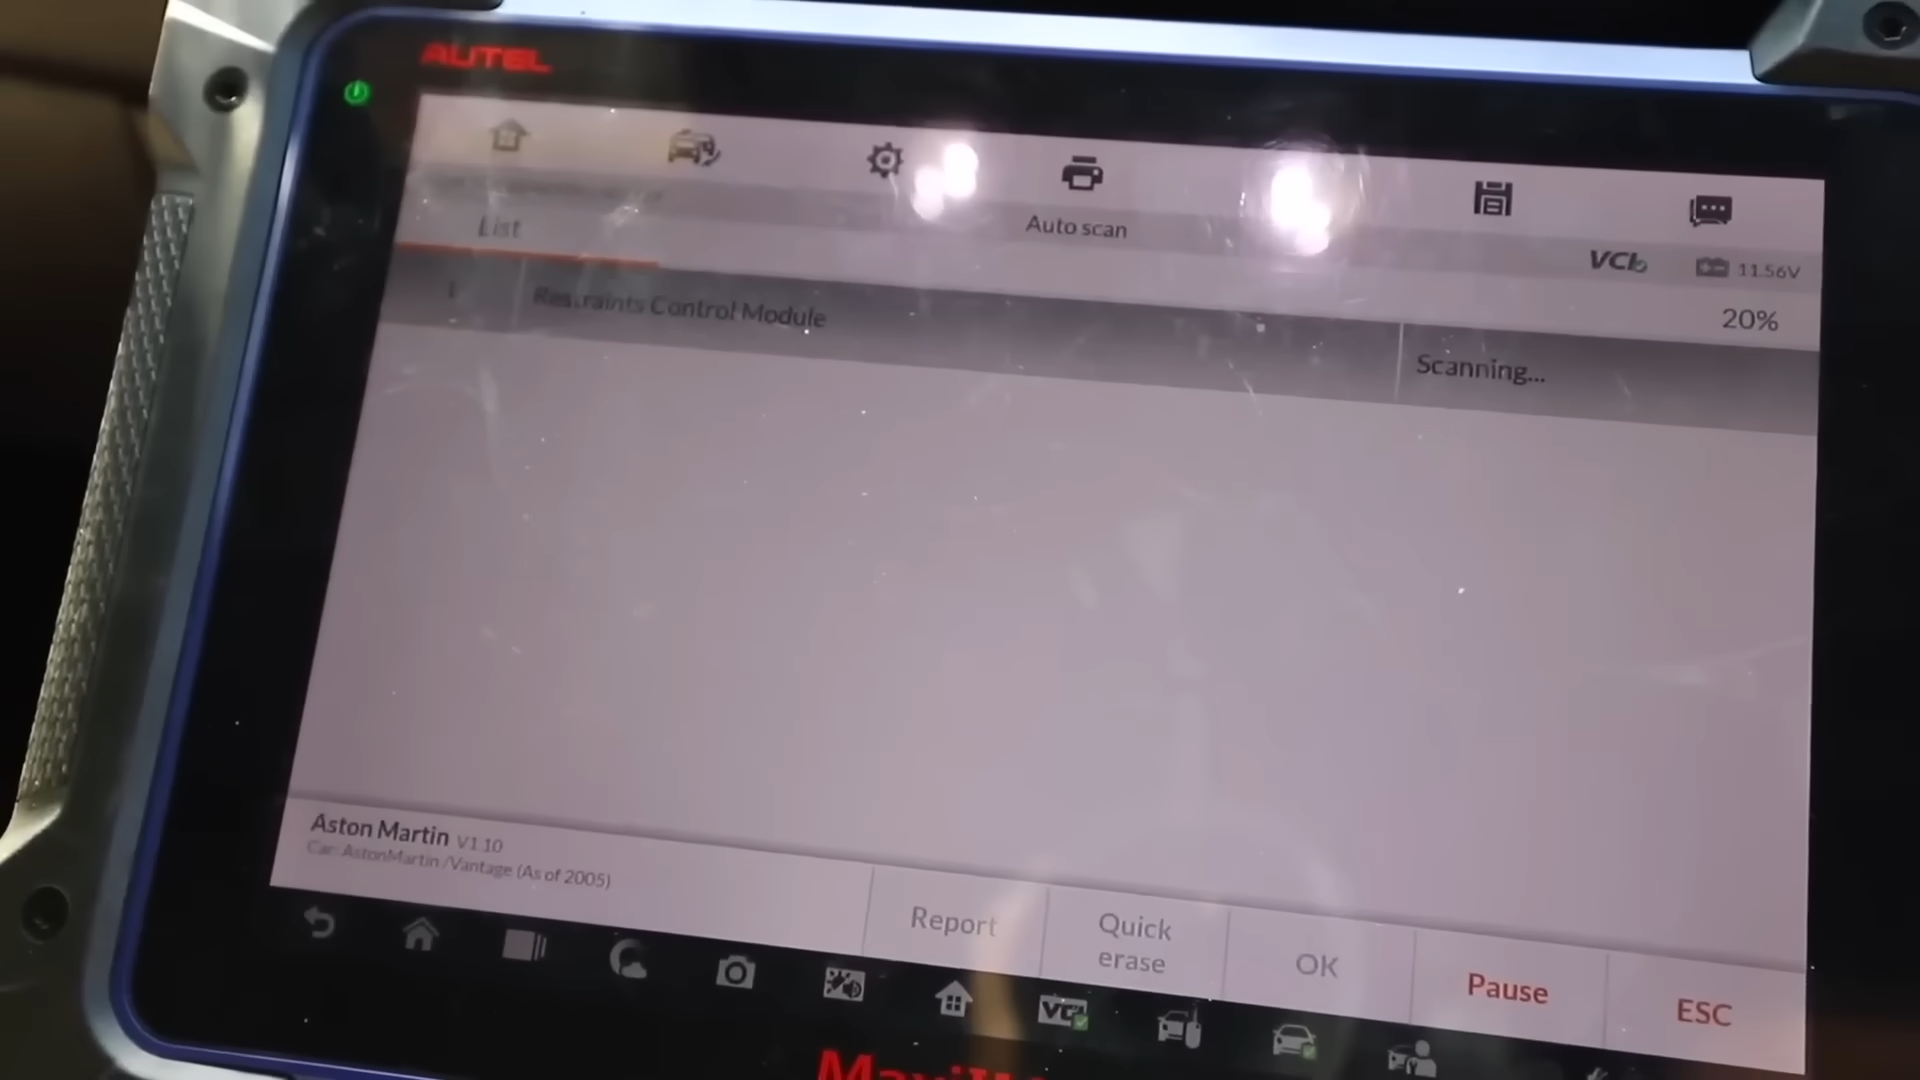 AUTEL
Auto scan
List
VCI
11.56V
20%
1
Restraints Control Module
Scanning...
Aston Martin V1.10
Car: AstonMartin /Vantage (As of 2005)
Report
Quick erase
OK
Pause
ESC
VCI